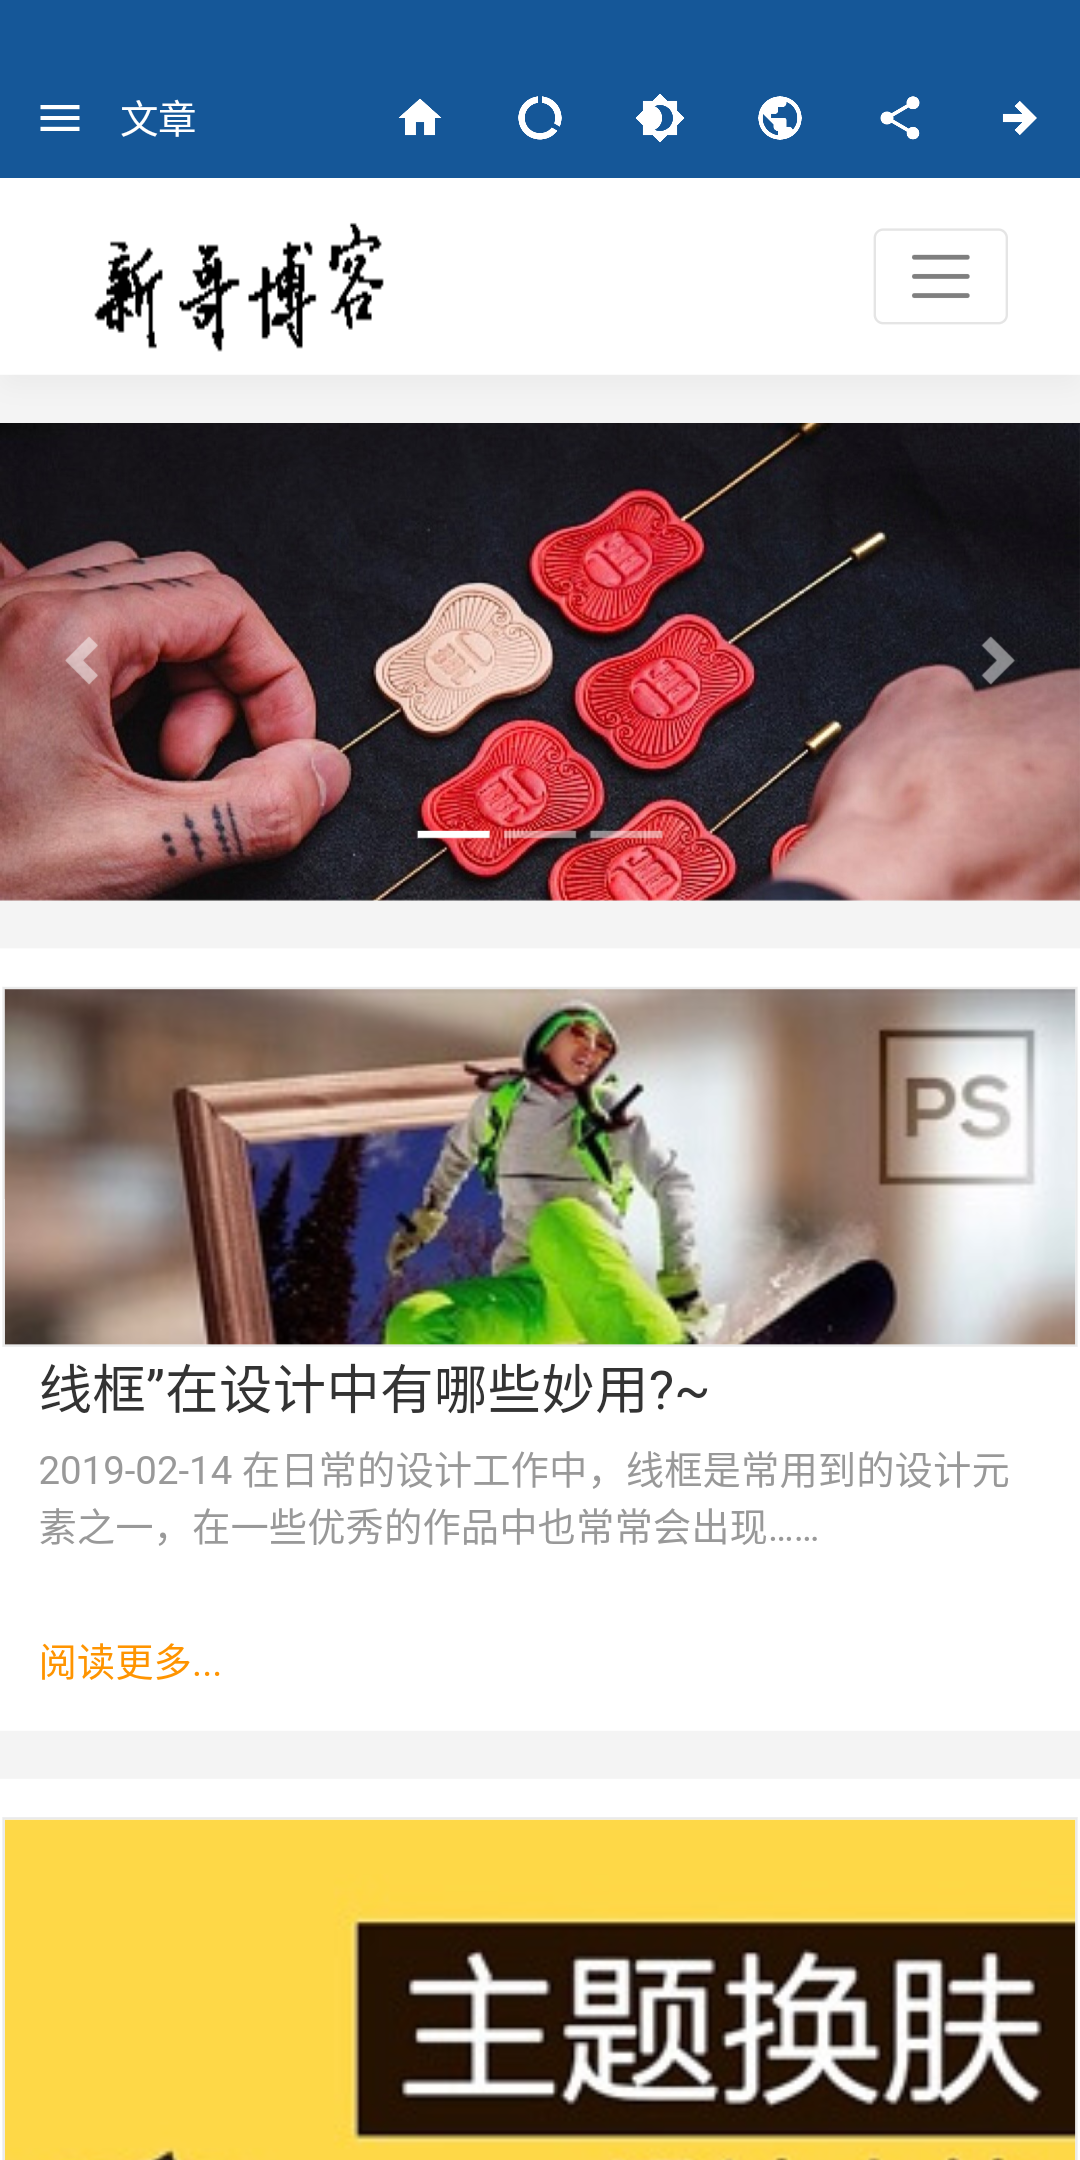 文章
新哥博客
PS
线框”在设计中有哪些妙用?~
2019-02-14 在日常的设计工作中，线框是常用到的设计元
素之一，在一些优秀的作品中也常常会出现……
阅读更多...
主题换肤